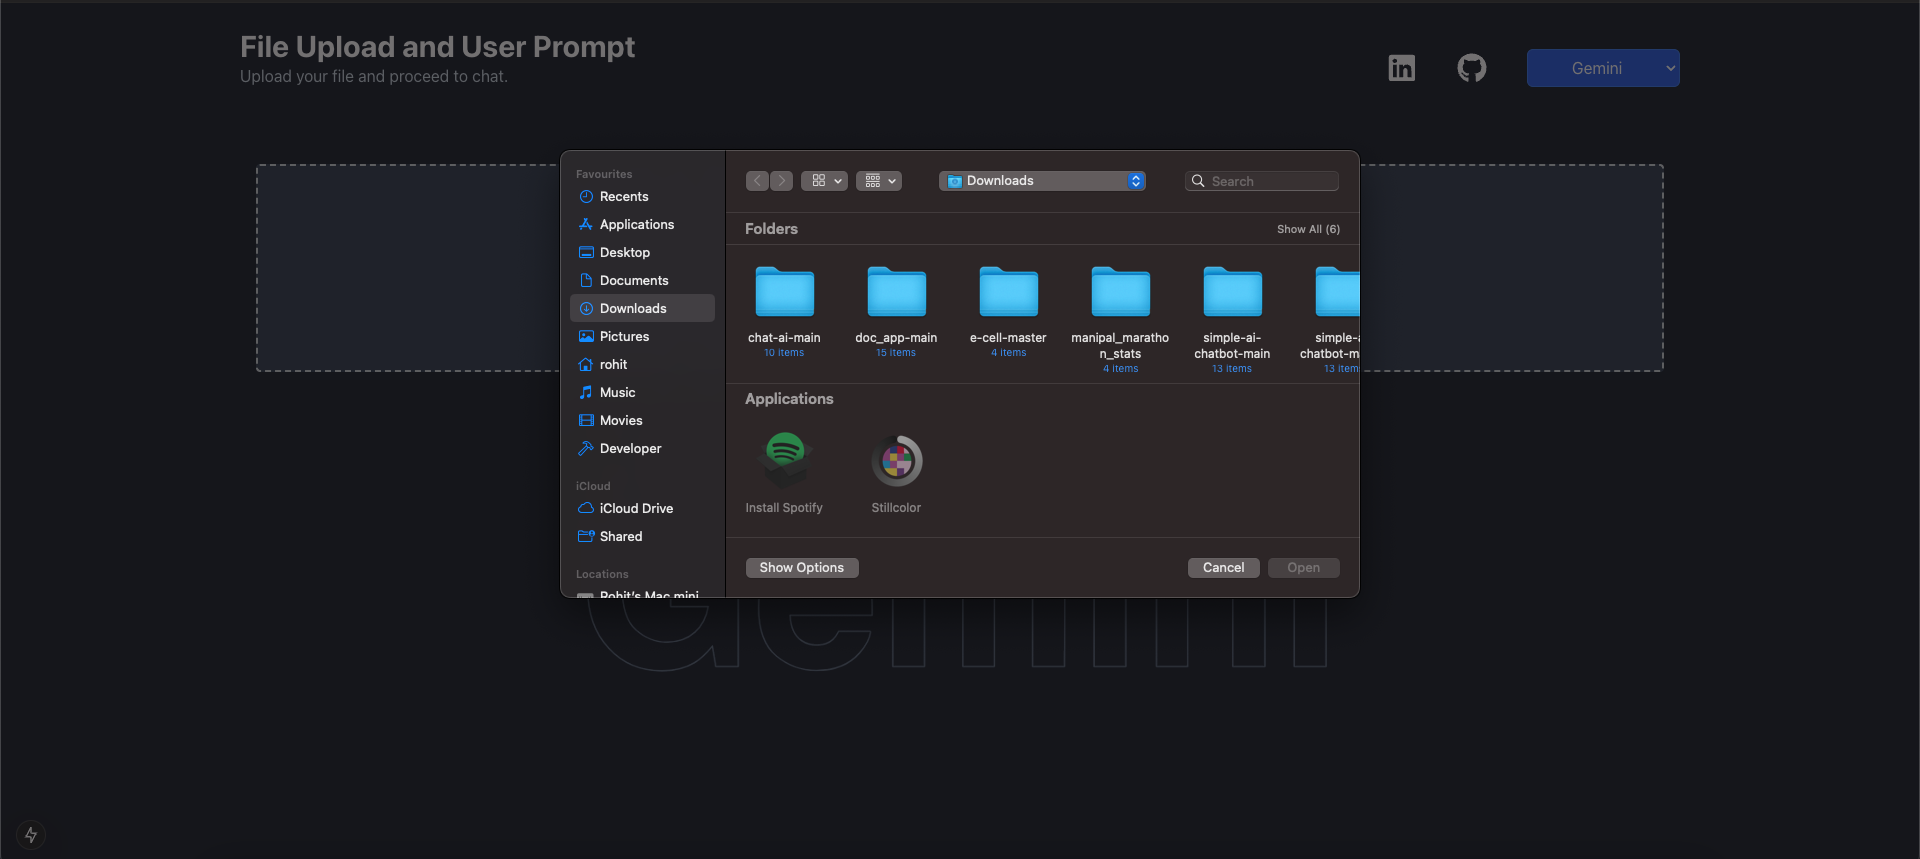 File Upload and User Prompt
Upload your file and proceed to chat.
Gemini
Favourites
Recents
Applications
Desktop
Documents
Downloads
Pictures
rohit
Music
Movies
Developer
iCloud
iCloud Drive
Shared
Locations
Rohit's Mac mini
Downloads
Search
Folders
Show All (6)
chat-ai-main
10 items
doc_app-main
15 items
e-cell-master
4 items
manipal_maratho
n_stats
4 items
simple-ai-
chatbot-main
13 items
simple-a
chatbot-m
13 item
Applications
Install Spotify
Stillcolor
Show Options
Cancel
Open
Gemini